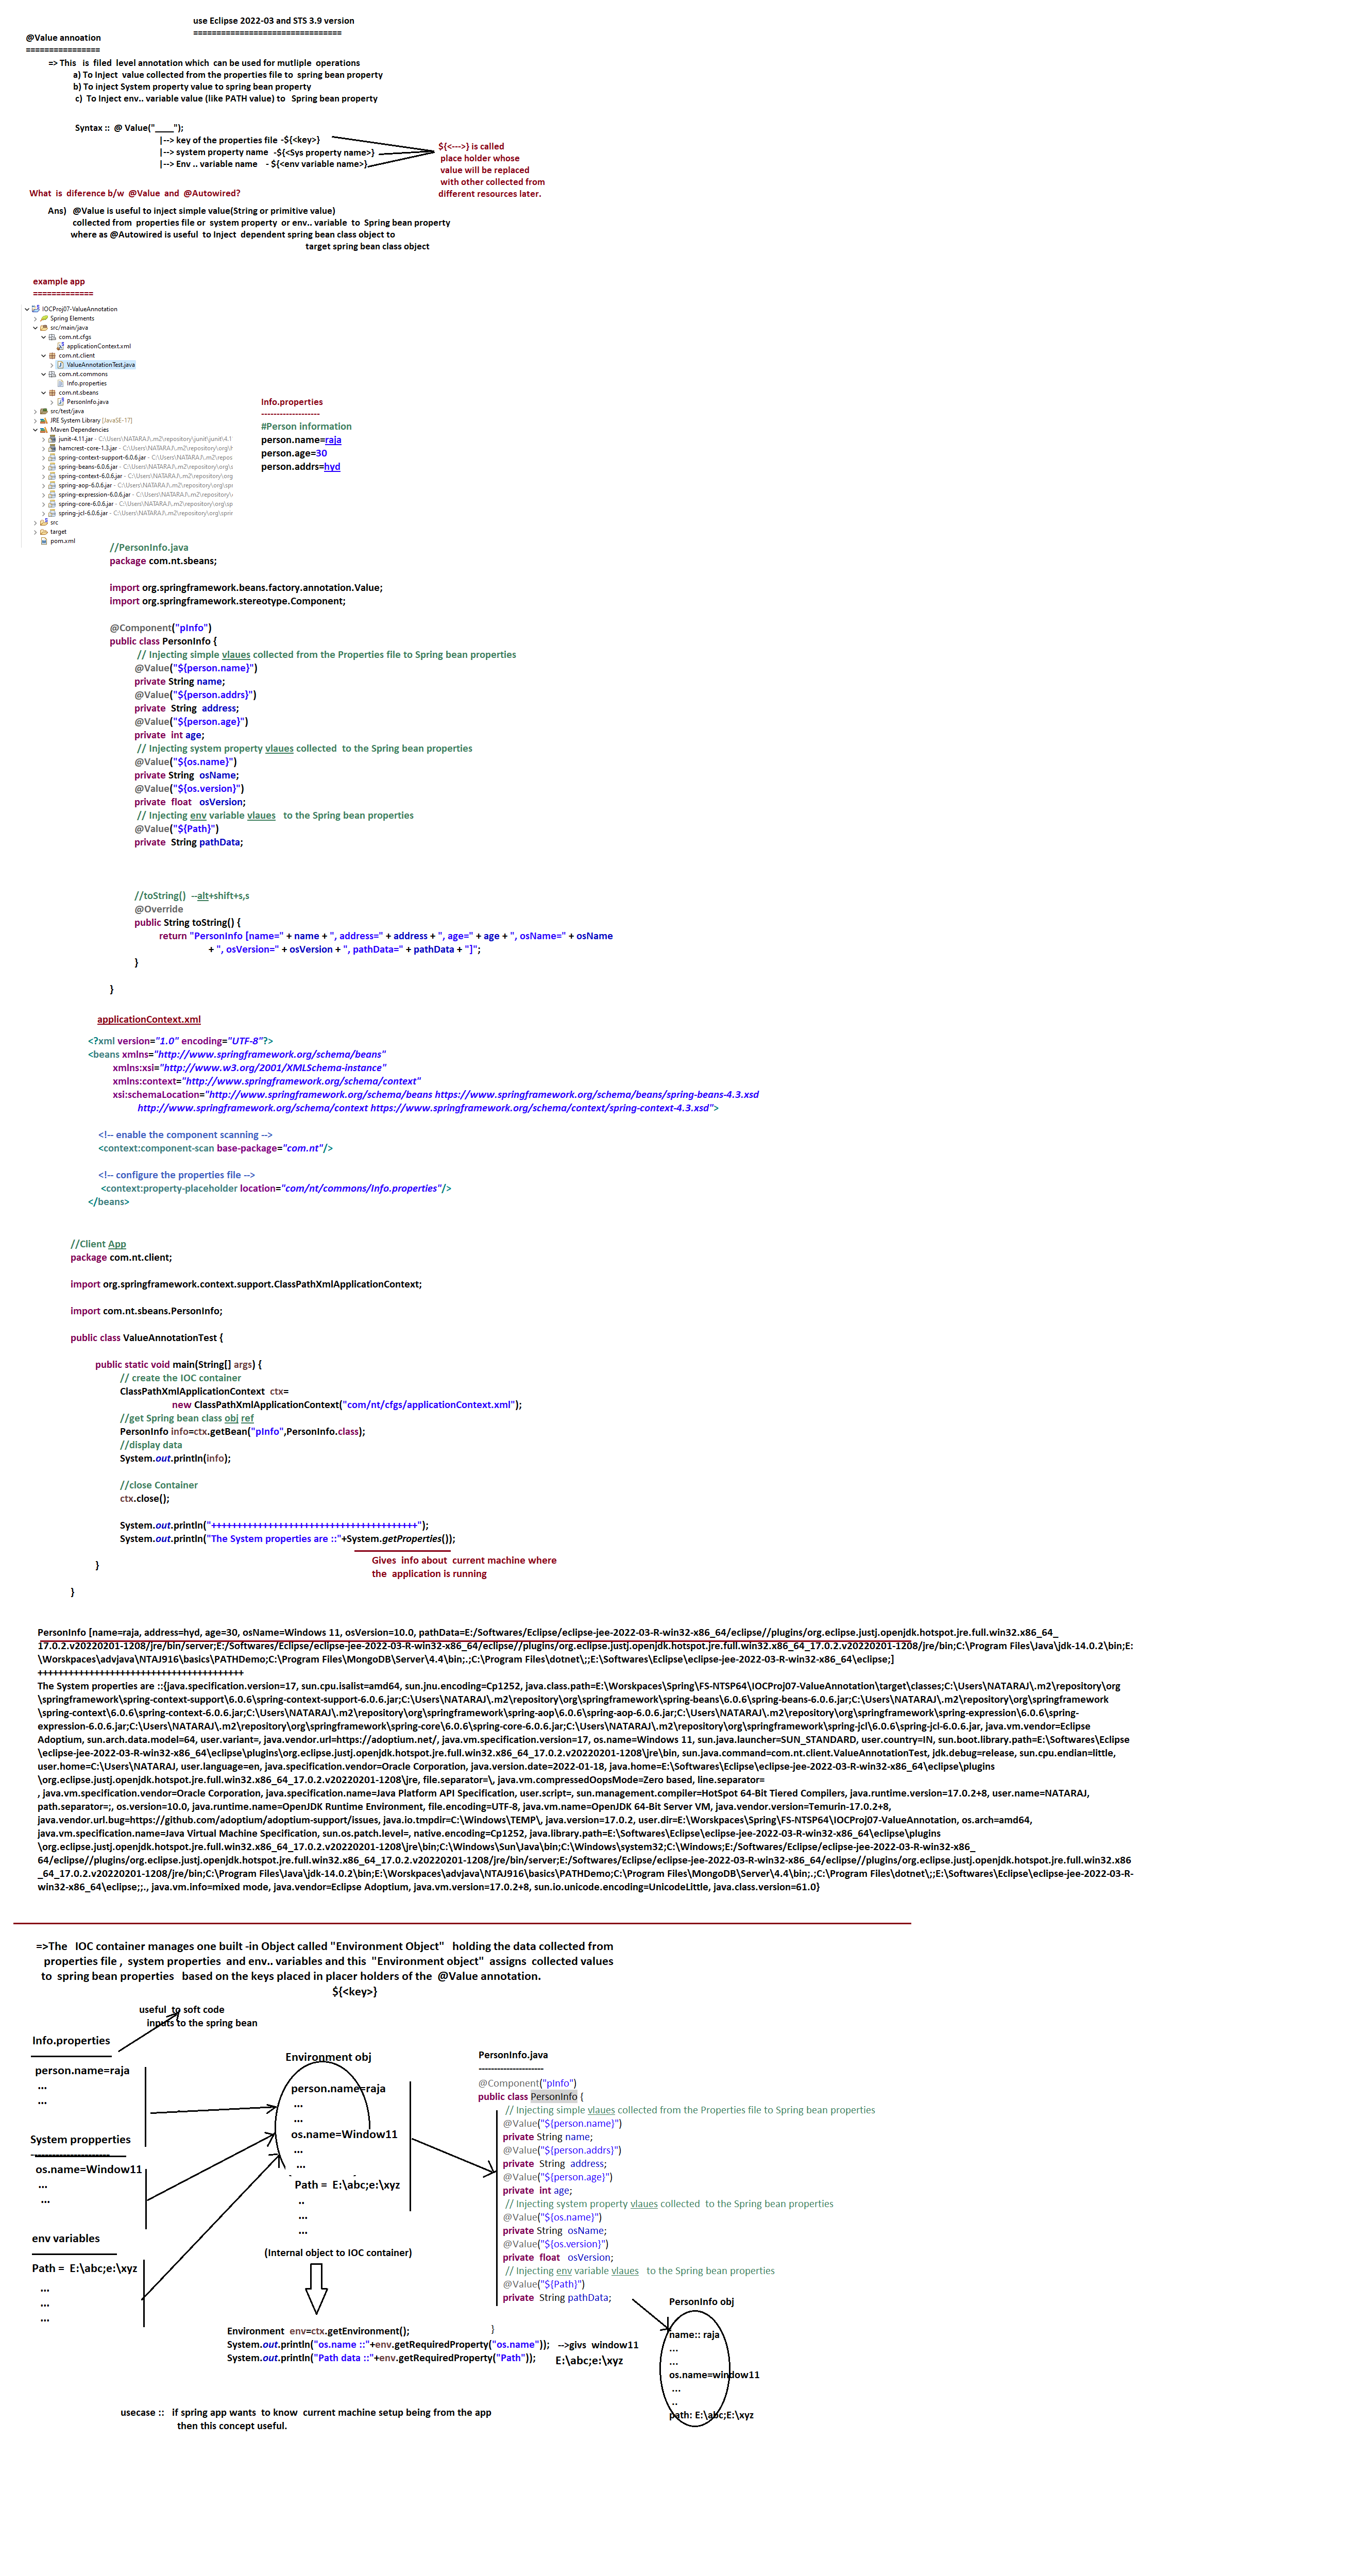 use Eclipse 2022-03 and STS 3.9 version
================================
@Value annoation
================
=> This is filed level annotation which can be used for mutliple operations
a) To Inject value collected from the properties file to spring bean property
b) To inject System property value to spring bean property
c) To Inject env.. variable value (like PATH value) to Spring bean property
Syntax :: @ Value("____");
|--> key of the properties file -${<key>}
|--> system property name -${<Sys property name>}
|--> Env .. variable name - ${<env variable name>}
${<--->} is called
place holder whose
value will be replaced
with other collected from
different resources later.
What is diference b/w @Value and @Autowired?
Ans) @Value is useful to inject simple value(String or primitive value)
collected from properties file or system property or env.. variable to Spring bean property
where as @Autowired is useful to Inject dependent spring bean class object to
target spring bean class object
example app
=============
IOCProj07-ValueAnnotation
Spring Elements
src/main/java
com.nt.cfgs
applicationContext.xml
com.nt.client
ValueAnnotationTest.java
com.nt.commons
Info.properties
com.nt.sbeans
PersonInfo.java
src/test/java
JRE System Library [JavaSE-17]
Maven Dependencies
junit-4.11.jar - C:\Users\NATARAJ\.m2\repository\junit\junit\4.1
hamcrest-core-1.3.jar - C:\Users\NATARAJ\.m2\repository\org\h
spring-context-support-6.0.6.jar - C:\Users\NATARAJ\.m2\repos
spring-beans-6.0.6.jar - C:\Users\NATARAJ\.m2\repository\org\s
spring-context-6.0.6.jar - C:\Users\NATARAJ\.m2\repository\org
spring-aop-6.0.6.jar - C:\Users\NATARAJ\.m2\repository\org\spr
spring-expression-6.0.6.jar - C:\Users\NATARAJ\.m2\repository\
spring-core-6.0.6.jar - C:\Users\NATARAJ\.m2\repository\org\sp
spring-jcl-6.0.6.jar - C:\Users\NATARAJ\.m2\repository\org\sprin
src
target
pom.xml
Info.properties
-------------------
#Person information
person.name=raja
person.age=30
person.addrs=hyd
//PersonInfo.java
package com.nt.sbeans;
import org.springframework.beans.factory.annotation.Value;
import org.springframework.stereotype.Component;
@Component("pInfo")
public class PersonInfo {
// Injecting simple vlaues collected from the Properties file to Spring bean properties
@Value("${person.name}")
private String name;
@Value("${person.addrs}")
private String address;
@Value("${person.age}")
private int age;
// Injecting system property vlaues collected to the Spring bean properties
@Value("${os.name}")
private String osName;
@Value("${os.version}")
private float osVersion;
// Injecting env variable vlaues to the Spring bean properties
@Value("${Path}")
private String pathData;
//toString() --alt+shift+s,s
@Override
public String toString() {
return "PersonInfo [name=" + name + ", address=" + address + ", age=" + age + ", osName=" + osName
+ ", osVersion=" + osVersion + ", pathData=" + pathData + "]";
}
}
applicationContext.xml
<?xml version="1.0" encoding="UTF-8"?>
<beans xmlns="http://www.springframework.org/schema/beans"
xmlns:xsi="http://www.w3.org/2001/XMLSchema-instance"
xmlns:context="http://www.springframework.org/schema/context"
xsi:schemaLocation="http://www.springframework.org/schema/beans https://www.springframework.org/schema/beans/spring-beans-4.3.xsd
http://www.springframework.org/schema/context https://www.springframework.org/schema/context/spring-context-4.3.xsd">
<!-- enable the component scanning -->
<context:component-scan base-package="com.nt"/>
<!-- configure the properties file -->
<context:property-placeholder location="com/nt/commons/Info.properties"/>
</beans>
//Client App
package com.nt.client;
import org.springframework.context.support.ClassPathXmlApplicationContext;
import com.nt.sbeans.PersonInfo;
public class ValueAnnotationTest {
public static void main(String[] args) {
// create the IOC container
ClassPathXmlApplicationContext ctx=
new ClassPathXmlApplicationContext("com/nt/cfgs/applicationContext.xml");
//get Spring bean class obj ref
PersonInfo info=ctx.getBean("pInfo",PersonInfo.class);
//display data
System.out.println(info);
//close Container
ctx.close();
System.out.println("++++++++++++++++++++++++++++++++++++++++");
System.out.println("The System properties are ::"+System.getProperties());
Gives info about current machine where
the application is running
}
}
PersonInfo [name=raja, address=hyd, age=30, osName=Windows 11, osVersion=10.0, pathData=E:/Softwares/Eclipse/eclipse-jee-2022-03-R-win32-x86_64/eclipse//plugins/org.eclipse.justj.openjdk.hotspot.jre.full.win32.x86_64_
17.0.2.v20220201-1208/jre/bin/server;E:/Softwares/Eclipse/eclipse-jee-2022-03-R-win32-x86_64/eclipse//plugins/org.eclipse.justj.openjdk.hotspot.jre.full.win32.x86_64_17.0.2.v20220201-1208/jre/bin;C:\Program Files\Java\jdk-14.0.2\bin;E:
\Worskpaces\advjava\NTAJ916\basics\PATHDemo;C:\Program Files\MongoDB\Server\4.4\bin;.;C:\Program Files\dotnet\;;E:\Softwares\Eclipse\eclipse-jee-2022-03-R-win32-x86_64\eclipse;]
++++++++++++++++++++++++++++++++++++++++
The System properties are ::{java.specification.version=17, sun.cpu.isalist=amd64, sun.jnu.encoding=Cp1252, java.class.path=E:\Worskpaces\Spring\FS-NTSP64\IOCProj07-ValueAnnotation\target\classes;C:\Users\NATARAJ\.m2\repository\org
\springframework\spring-context-support\6.0.6\spring-context-support-6.0.6.jar;C:\Users\NATARAJ\.m2\repository\org\springframework\spring-beans\6.0.6\spring-beans-6.0.6.jar;C:\Users\NATARAJ\.m2\repository\org\springframework
\spring-context\6.0.6\spring-context-6.0.6.jar;C:\Users\NATARAJ\.m2\repository\org\springframework\spring-aop\6.0.6\spring-aop-6.0.6.jar;C:\Users\NATARAJ\.m2\repository\org\springframework\spring-expression\6.0.6\spring-
expression-6.0.6.jar;C:\Users\NATARAJ\.m2\repository\org\springframework\spring-core\6.0.6\spring-core-6.0.6.jar;C:\Users\NATARAJ\.m2\repository\org\springframework\spring-jcl\6.0.6\spring-jcl-6.0.6.jar, java.vm.vendor=Eclipse
Adoptium, sun.arch.data.model=64, user.variant=, java.vendor.url=https://adoptium.net/, java.vm.specification.version=17, os.name=Windows 11, sun.java.launcher=SUN_STANDARD, user.country=IN, sun.boot.library.path=E:\Softwares\Eclipse
\eclipse-jee-2022-03-R-win32-x86_64\eclipse\plugins\org.eclipse.justj.openjdk.hotspot.jre.full.win32.x86_64_17.0.2.v20220201-1208\jre\bin, sun.java.command=com.nt.client.ValueAnnotationTest, jdk.debug=release, sun.cpu.endian=little,
user.home=C:\Users\NATARAJ, user.language=en, java.specification.vendor=Oracle Corporation, java.version.date=2022-01-18, java.home=E:\Softwares\Eclipse\eclipse-jee-2022-03-R-win32-x86_64\eclipse\plugins
\org.eclipse.justj.openjdk.hotspot.jre.full.win32.x86_64_17.0.2.v20220201-1208\jre, file.separator=\, java.vm.compressedOopsMode=Zero based, line.separator=
, java.vm.specification.vendor=Oracle Corporation, java.specification.name=Java Platform API Specification, user.script=, sun.management.compiler=HotSpot 64-Bit Tiered Compilers, java.runtime.version=17.0.2+8, user.name=NATARAJ,
path.separator=;, os.version=10.0, java.runtime.name=OpenJDK Runtime Environment, file.encoding=UTF-8, java.vm.name=OpenJDK 64-Bit Server VM, java.vendor.version=Temurin-17.0.2+8,
java.vendor.url.bug=https://github.com/adoptium/adoptium-support/issues, java.io.tmpdir=C:\Windows\TEMP\, java.version=17.0.2, user.dir=E:\Worskpaces\Spring\FS-NTSP64\IOCProj07-ValueAnnotation, os.arch=amd64,
java.vm.specification.name=Java Virtual Machine Specification, sun.os.patch.level=, native.encoding=Cp1252, java.library.path=E:\Softwares\Eclipse\eclipse-jee-2022-03-R-win32-x86_64\eclipse\plugins
\org.eclipse.justj.openjdk.hotspot.jre.full.win32.x86_64_17.0.2.v20220201-1208\jre\bin;C:\Windows\Sun\Java\bin;C:\Windows\system32;C:\Windows;E:/Softwares/Eclipse/eclipse-jee-2022-03-R-win32-x86_
64/eclipse//plugins/org.eclipse.justj.openjdk.hotspot.jre.full.win32.x86_64_17.0.2.v20220201-1208/jre/bin/server;E:/Softwares/Eclipse/eclipse-jee-2022-03-R-win32-x86_64/eclipse//plugins/org.eclipse.justj.openjdk.hotspot.jre.full.win32.x86
_64_17.0.2.v20220201-1208/jre/bin;C:\Program Files\Java\jdk-14.0.2\bin;E:\Worskpaces\advjava\NTAJ916\basics\PATHDemo;C:\Program Files\MongoDB\Server\4.4\bin;.;C:\Program Files\dotnet\;;E:\Softwares\Eclipse\eclipse-jee-2022-03-R-
win32-x86_64\eclipse;;., java.vm.info=mixed mode, java.vendor=Eclipse Adoptium, java.vm.version=17.0.2+8, sun.io.unicode.encoding=UnicodeLittle, java.class.version=61.0}
=>The IOC container manages one built -in Object called "Environment Object" holding the data collected from
properties file , system properties and env.. variables and this "Environment object" assigns collected values
to spring bean properties based on the keys placed in placer holders of the @Value annotation.
${<key>}
useful to soft code
inputs to the spring bean
Info.properties
person.name=raja
...
...
System propperties
----------------------
os.name=Window11
...
...
env variables
Path = E:\abc;e:\xyz
...
...
...
Environment obj
person.name=raja
...
...
os.name=Window11
...
...
Path = E:\abc;e:\xyz
..
...
...
(Internal object to IOC container)
PersonInfo.java
---------------------
@Component("pInfo")
public class PersonInfo {
// Injecting simple vlaues collected from the Properties file to Spring bean properties
@Value("${person.name}")
private String name;
@Value("${person.addrs}")
private String address;
@Value("${person.age}")
private int age;
// Injecting system property vlaues collected to the Spring bean properties
@Value("${os.name}")
private String osName;
@Value("${os.version}")
private float osVersion;
// Injecting env variable vlaues to the Spring bean properties
@Value("${Path}")
private String pathData;
}
PersonInfo obj
name:: raja
...
...
os.name=window11
...
..
path: E:\abc;E:\xyz
Environment env=ctx.getEnvironment();
System.out.println("os.name ::"+env.getRequiredProperty("os.name")); -->givs window11
System.out.println("Path data ::"+env.getRequiredProperty("Path")); E:\abc;e:\xyz
usecase :: if spring app wants to know current machine setup being from the app
then this concept useful.